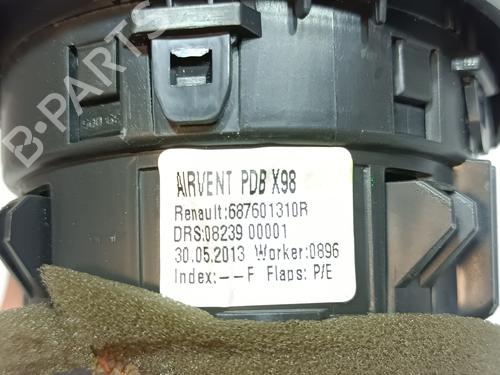 B-PARTS
AIRVENT PDB X98
Renault:687601310R
DRS:08239 00001
30.05.2013 Worker:0896
Index:--F Flaps: P/E